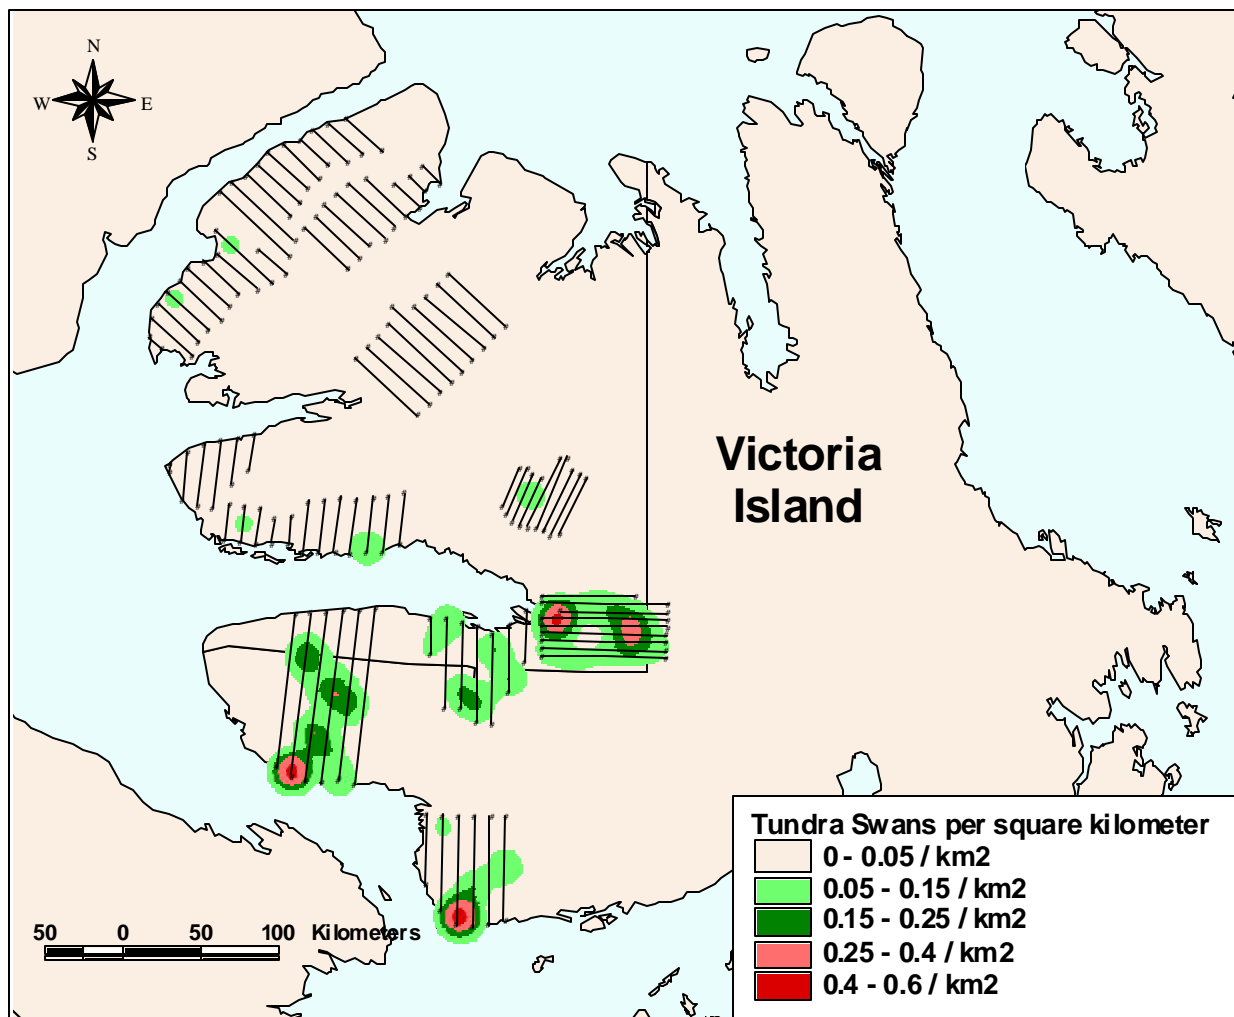 N
W E
S
Victoria
Island
50 0 50 100 Kilometers
Tundra Swans per square kilometer
0 - 0.05 / km2
0.05 - 0.15 / km2
0.15 - 0.25 / km2
0.25 - 0.4 / km2
0.4 - 0.6 / km2